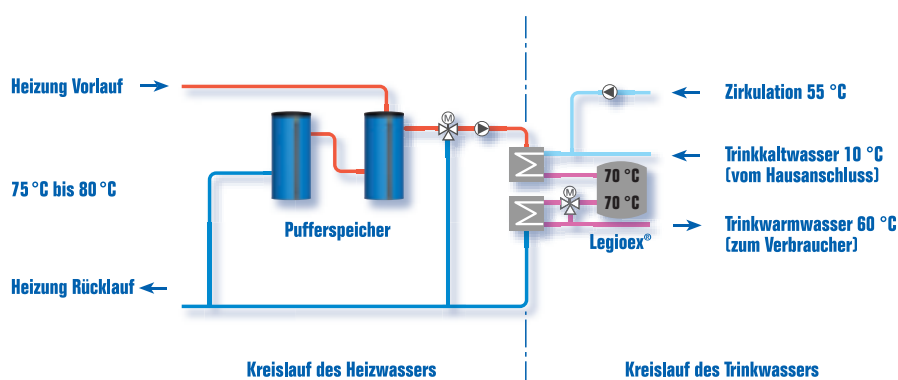 Heizung Vorlauf
Zirkulation 55 °C
M
Trinkkaltwasser 10 °C
(vom Hausanschluss)
70 °C
75 °C bis 80 °C
M
70 °C
Pufferspeicher
Trinkwarmwasser 60 °C
(zum Verbraucher)
Legioex®
Heizung Rücklauf
Kreislauf des Heizwassers
Kreislauf des Trinkwassers